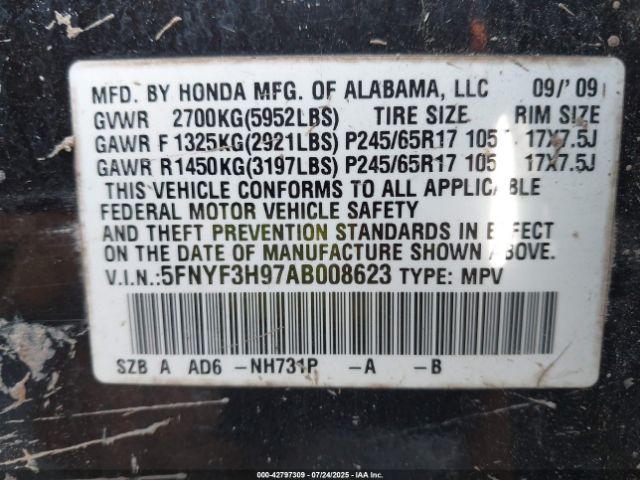 MFD. BY HONDA MFG. OF ALABAMA, LLC 09/'09
GVWR 2700KG(5952LBS) TIRE SIZE RIM SIZE
GAWR F 1325KG(2921LBS) P245/65R17 105 17X7.5J
GAWR R 1450KG(3197LBS) P245/65R17 105 17X7.5J
THIS VEHICLE CONFORMS TO ALL APPLICABLE
FEDERAL MOTOR VEHICLE SAFETY
AND THEFT PREVENTION STANDARDS IN EFFECT
ON THE DATE OF MANUFACTURE SHOWN ABOVE.
V.I.N.:5FNYF3H97AB008623 TYPE: MPV
SZB A AD6 -NH731P -A -B
000-42797309 - 07/24/2025 - IAAI.COM